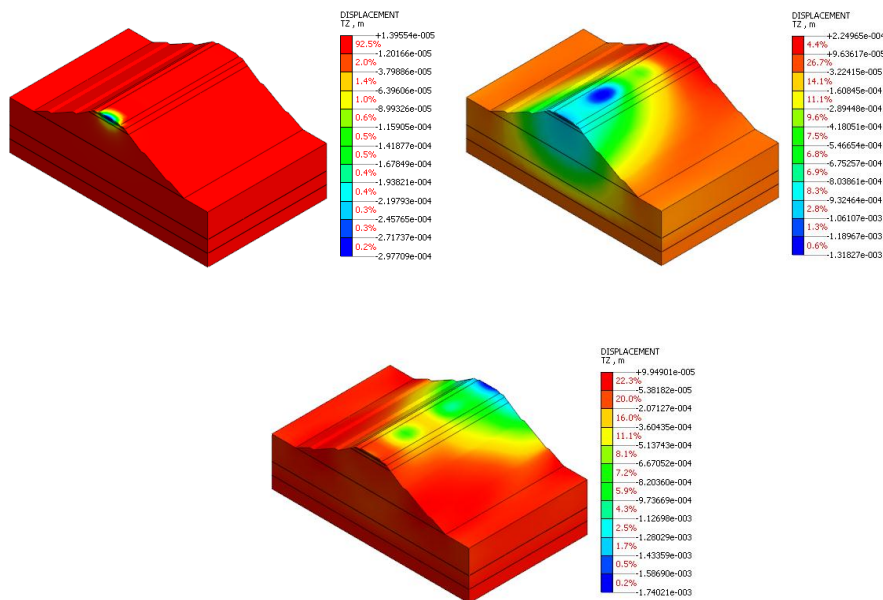 DISPLACEMENT
TZ , m
+1.39554e-005
92.5%
-1.20166e-005
2.0%
-3.79886e-005
1.4%
-6.39606e-005
1.0%
-8.99326e-005
0.6%
-1.15905e-004
0.5%
-1.41877e-004
0.5%
-1.67849e-004
0.4%
-1.93821e-004
0.4%
-2.19793e-004
0.3%
-2.45765e-004
0.3%
-2.71737e-004
0.2%
-2.97709e-004
DISPLACEMENT
TZ , m
+2.24965e-004
4.4%
+9.63617e-005
26.7%
-3.22415e-005
14.1%
-1.60845e-004
11.1%
-2.89448e-004
9.6%
-4.18051e-004
7.5%
-5.46654e-004
6.8%
-6.75257e-004
6.9%
-8.03861e-004
8.3%
-9.32464e-004
2.8%
-1.06107e-003
1.3%
-1.18967e-003
0.6%
-1.31827e-003
DISPLACEMENT
TZ , m
+9.94901e-005
22.3%
-5.38182e-005
20.0%
-2.07127e-004
16.0%
-3.60435e-004
11.1%
-5.13743e-004
8.1%
-6.67052e-004
7.2%
-8.20360e-004
5.9%
-9.73669e-004
4.3%
-1.12698e-003
2.5%
-1.28029e-003
1.7%
-1.43359e-003
0.5%
-1.58690e-003
0.2%
-1.74021e-003